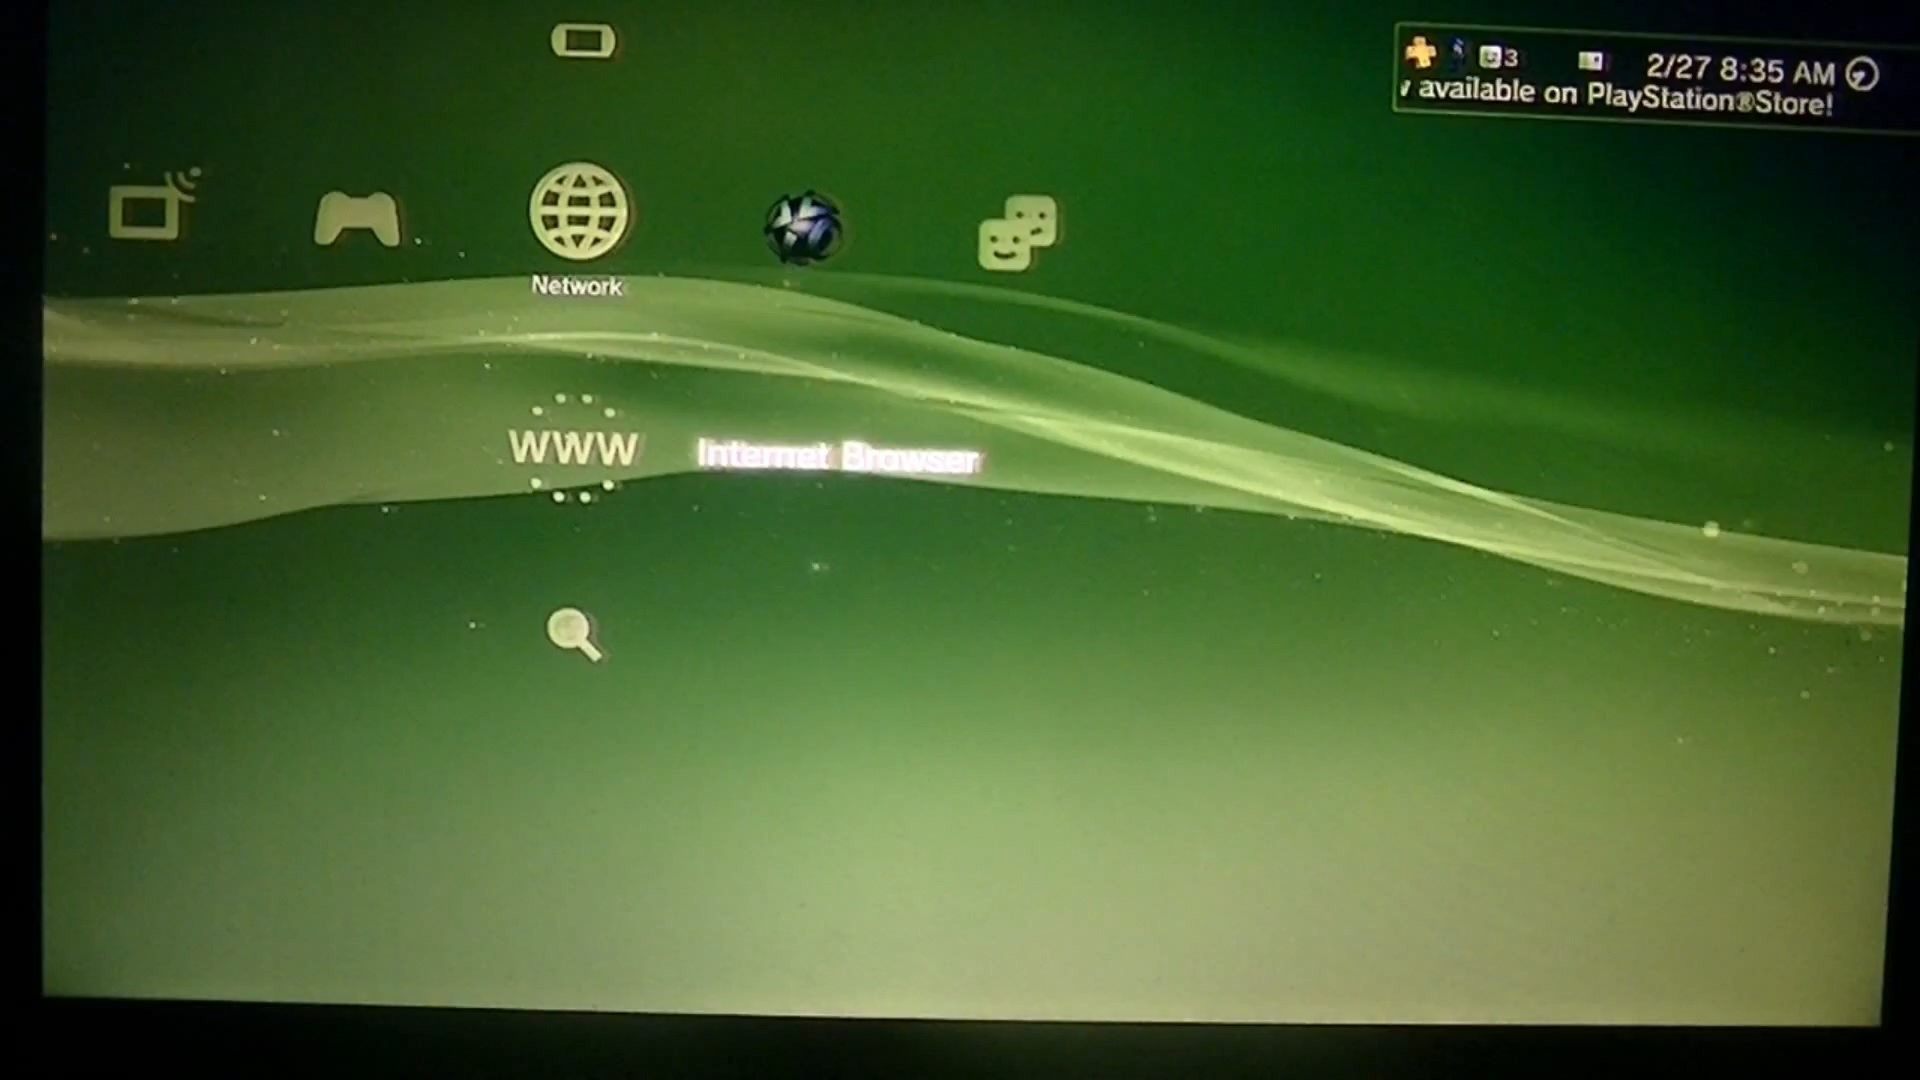 3
2/27 8:35 AM
available on PlayStation®Store!
Network
WWW
Internet Browser